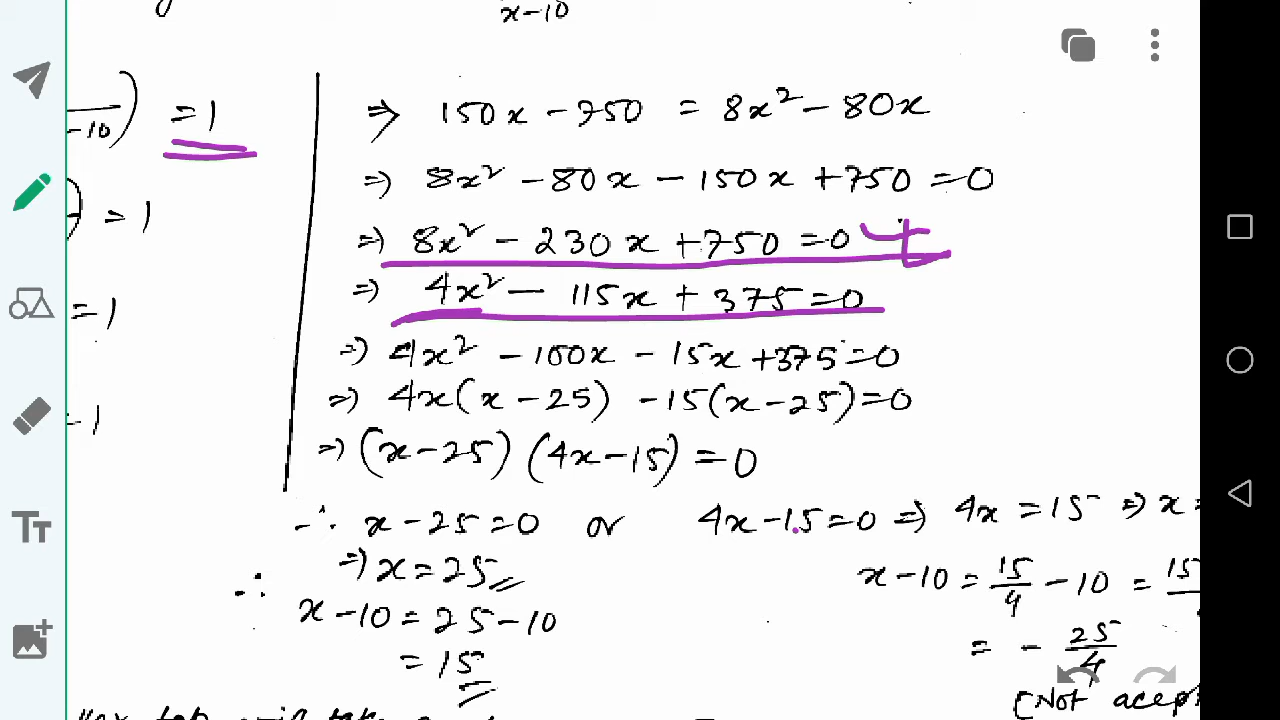 x-10
-10) = 1
) = 1
= 1
-1
⇒ 150x - 750 = 8x² - 80x
⇒) 8x² - 80x - 150x + 750 = 0
⇒) 8x² - 230x + 750 = 0
⇒) 4x² - 115x + 375 = 0
⇒) 4x² - 100x - 15x + 375 = 0
⇒) 4x(x - 25) - 15(x - 25) = 0
⇒) (x - 25) (4x - 15) = 0
∴ x - 25 = 0 or 4x - 15 = 0 ⇒) 4x = 15 ⇒) x =
⇒) x = 25
∴ x - 10 = 25 - 10
= 15
x - 10 = 15/4 - 10 = 15
= - 25/4
(Not acep